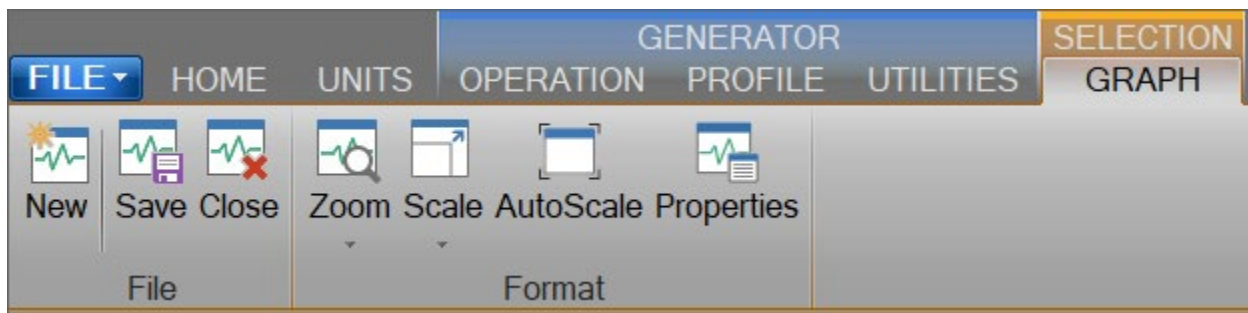 GENERATOR SELECTION
FILE HOME UNITS OPERATION PROFILE UTILITIES GRAPH
New Save Close Zoom Scale AutoScale Properties
File Format